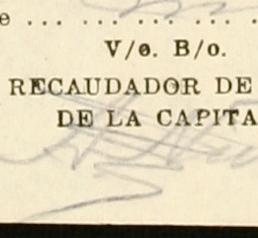 e ... ... ... ... ... ...
V/o. B/o.
RECAUDADOR DE
DE LA CAPITA